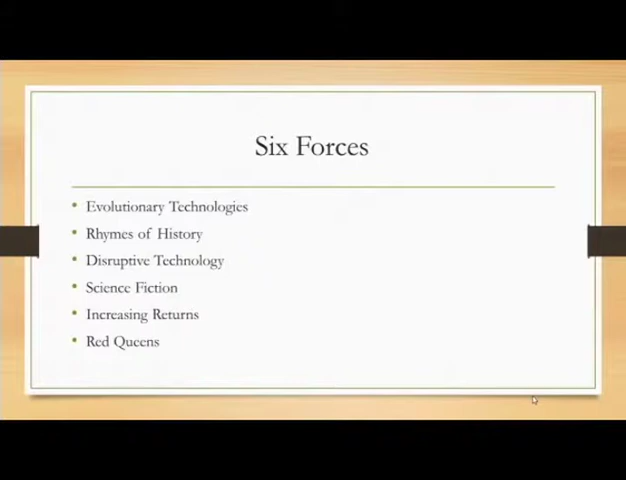 Six Forces
Evolutionary Technologies
Rhymes of History
Disruptive Technology
Science Fiction
Increasing Returns
Red Queens